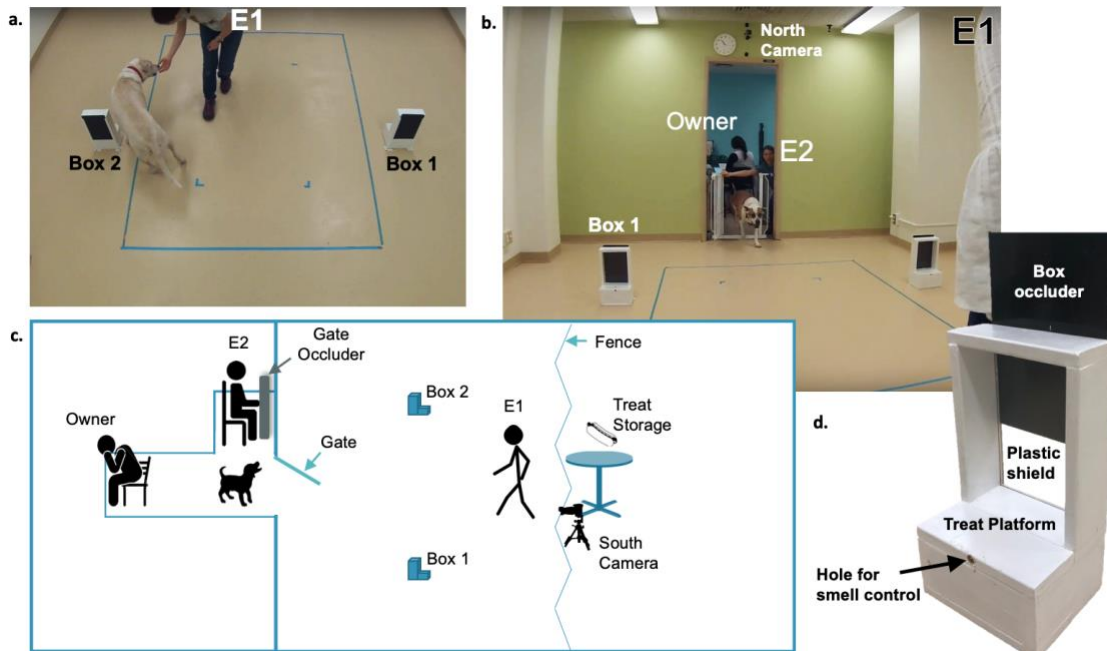 a.
E1
Box 2
Box 1
b.
North
Camera
E1
Owner
E2
Box 1
c.
E2
Gate
Occluder
Owner
Gate
Box 2
Box 1
E1
Fence
Treat
Storage
South
Camera
d.
Box
occluder
Plastic
shield
Treat Platform
Hole for
smell control